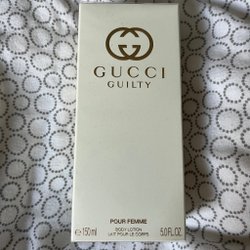 GUCCI
GUILTY
POUR FEMME
BODY LOTION
LAIT POUR LE CORPS
℮ 150 ml 5.0 FL.OZ.